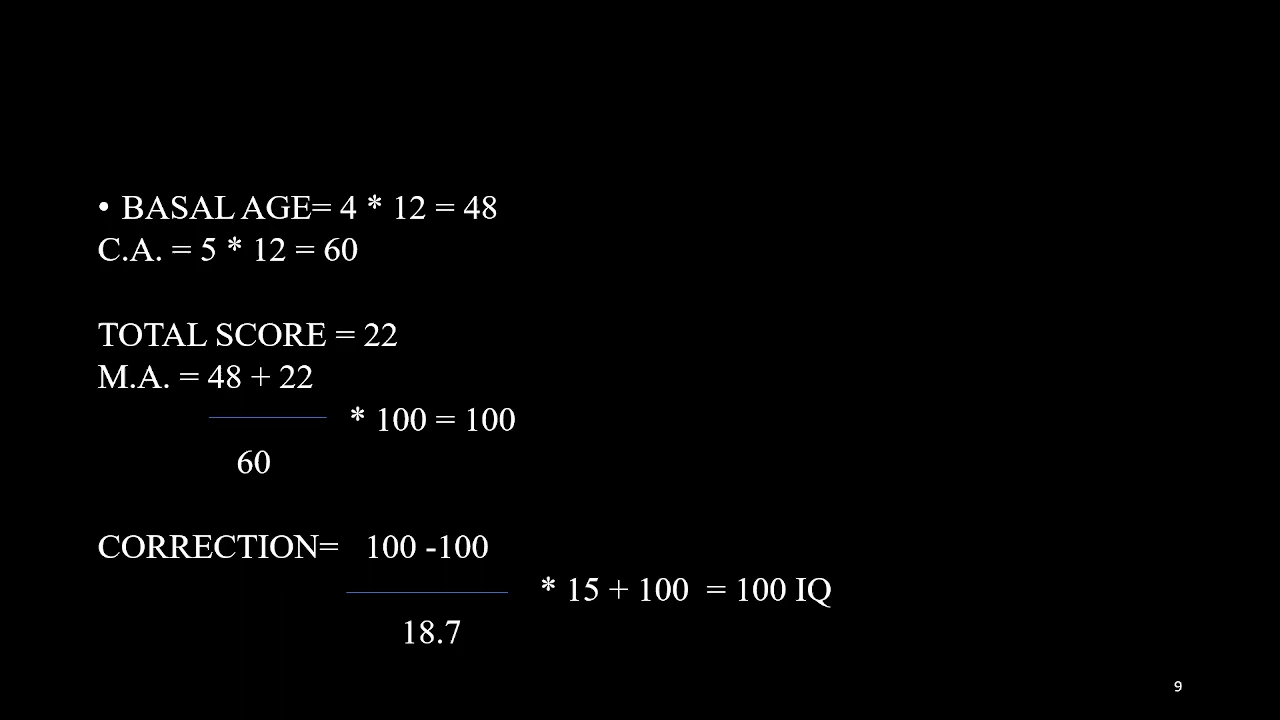 • BASAL AGE= 4 * 12 = 48
C.A. = 5 * 12 = 60
TOTAL SCORE = 22
M.A. = 48 + 22
* 100 = 100
60
CORRECTION= 100 -100
* 15 + 100 = 100 IQ
18.7
9